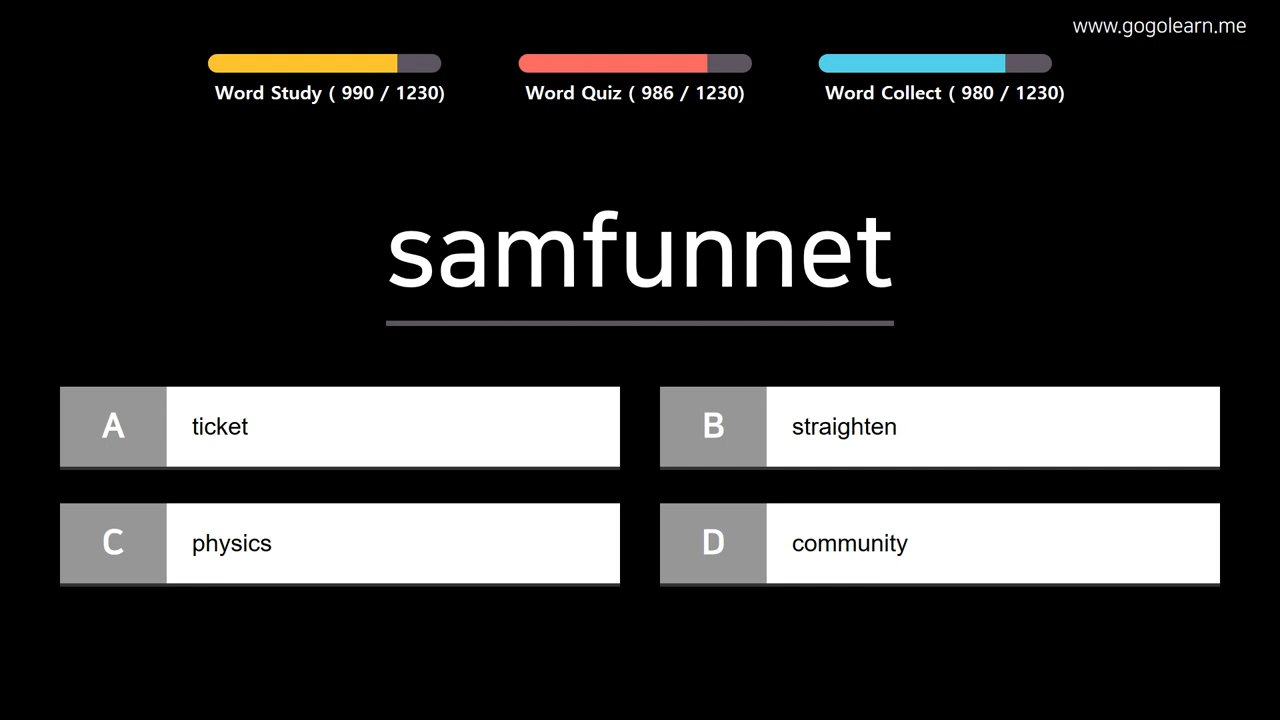 www.gogolearn.me
Word Study ( 990 / 1230)
Word Quiz ( 986 / 1230)
Word Collect ( 980 / 1230)
samfunnet
A ticket
B straighten
C physics
D community